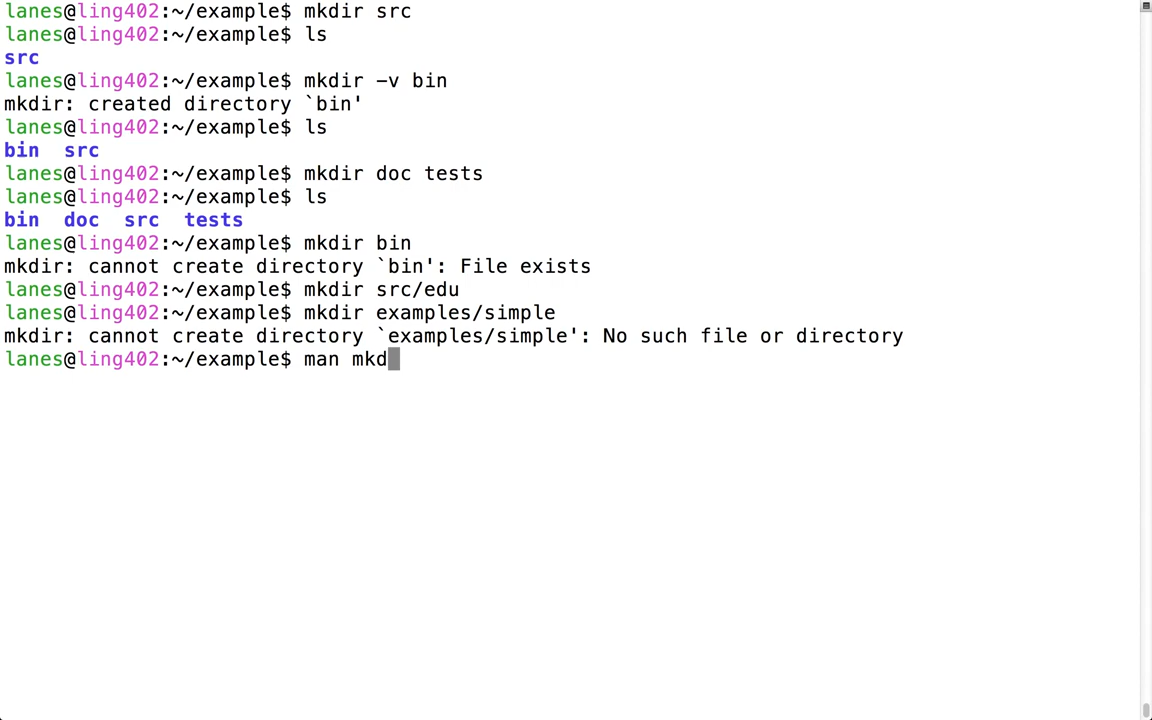 lanes@ling402:~/example$ mkdir src
lanes@ling402:~/example$ ls
src
lanes@ling402:~/example$ mkdir -v bin
mkdir: created directory `bin'
lanes@ling402:~/example$ ls
bin  src
lanes@ling402:~/example$ mkdir doc tests
lanes@ling402:~/example$ ls
bin  doc  src  tests
lanes@ling402:~/example$ mkdir bin
mkdir: cannot create directory `bin': File exists
lanes@ling402:~/example$ mkdir src/edu
lanes@ling402:~/example$ mkdir examples/simple
mkdir: cannot create directory `examples/simple': No such file or directory
lanes@ling402:~/example$ man mkd